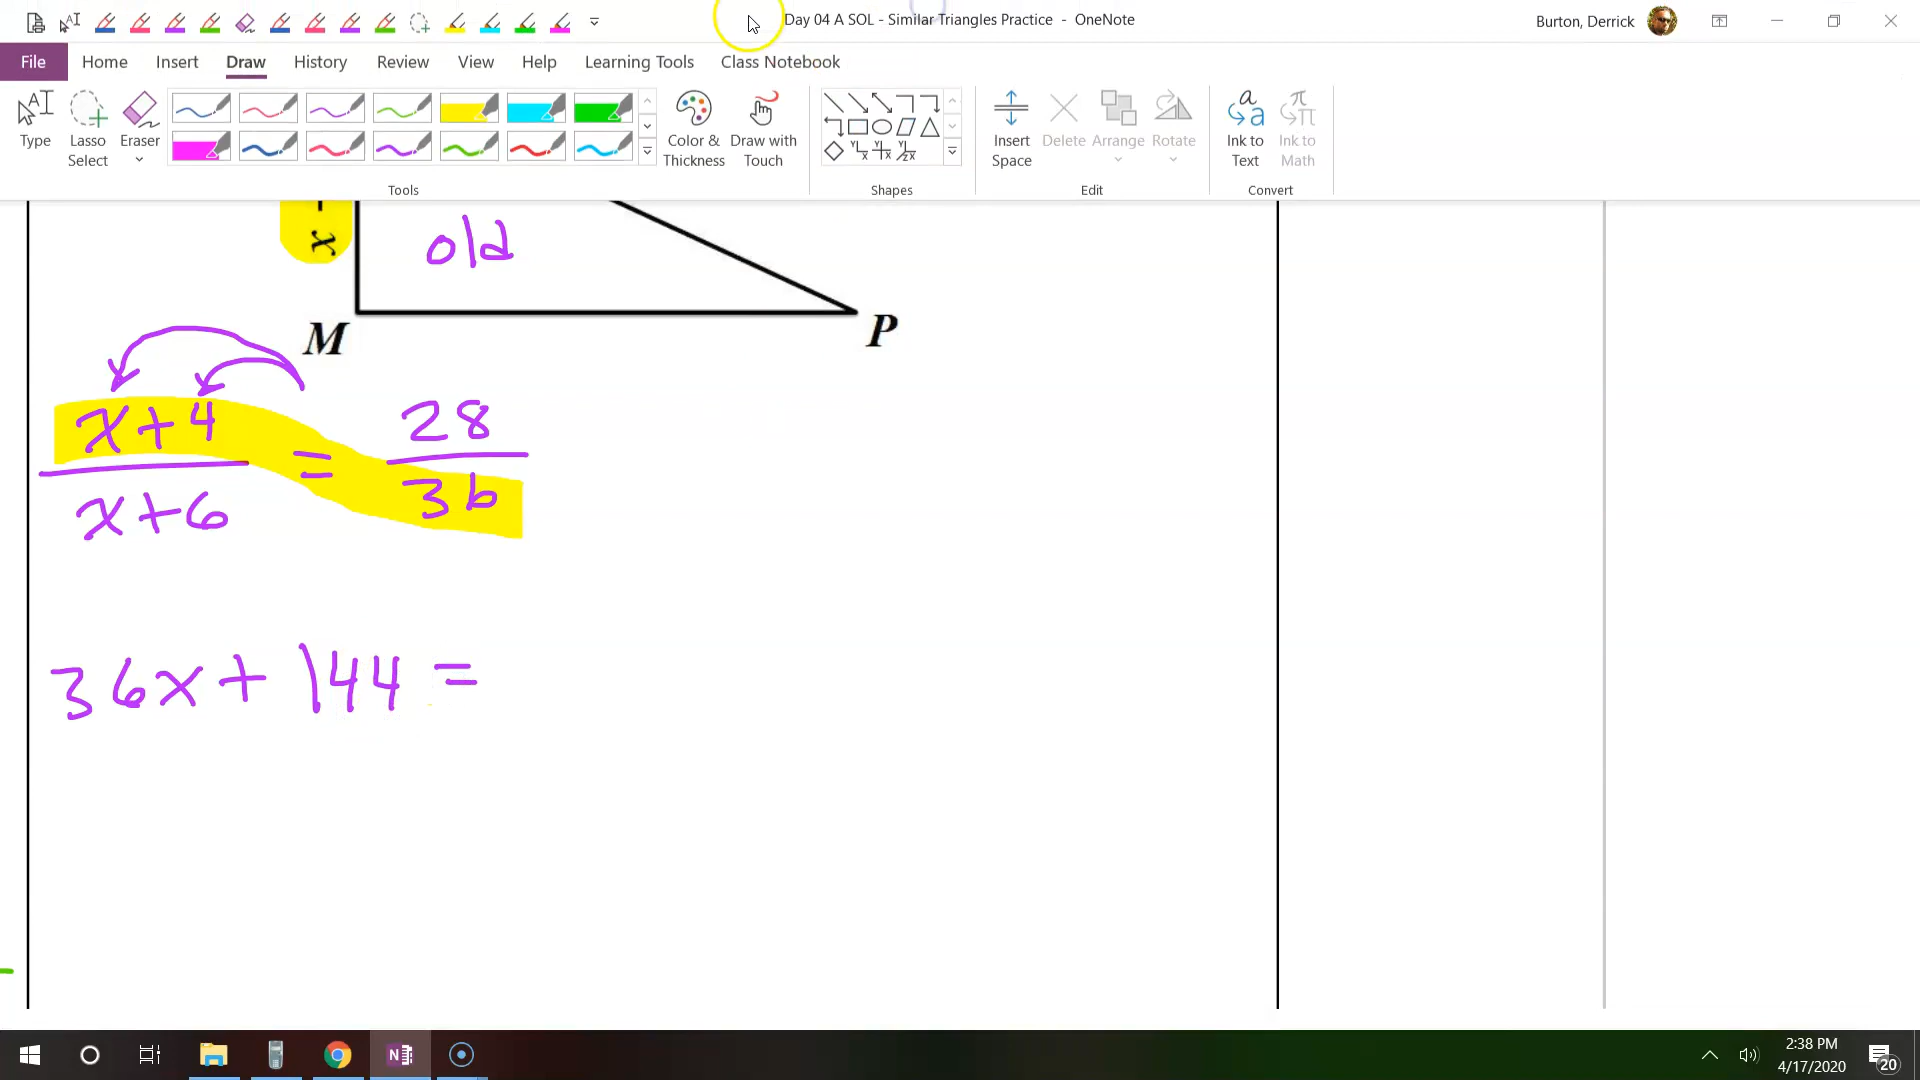 Day 04 A SOL - Similar Triangles Practice - OneNote
Burton, Derrick
File Home Insert Draw History Review View Help Learning Tools Class Notebook
Type
Lasso Select
Eraser
Color & Thickness
Draw with Touch
Insert Space
Delete
Arrange
Rotate
Ink to Text
Ink to Math
Tools
Shapes
Edit
Convert
x
old
M
P
x+4 = 28
x+6 36
36x+ 144 =
2:38 PM
4/17/2020
20